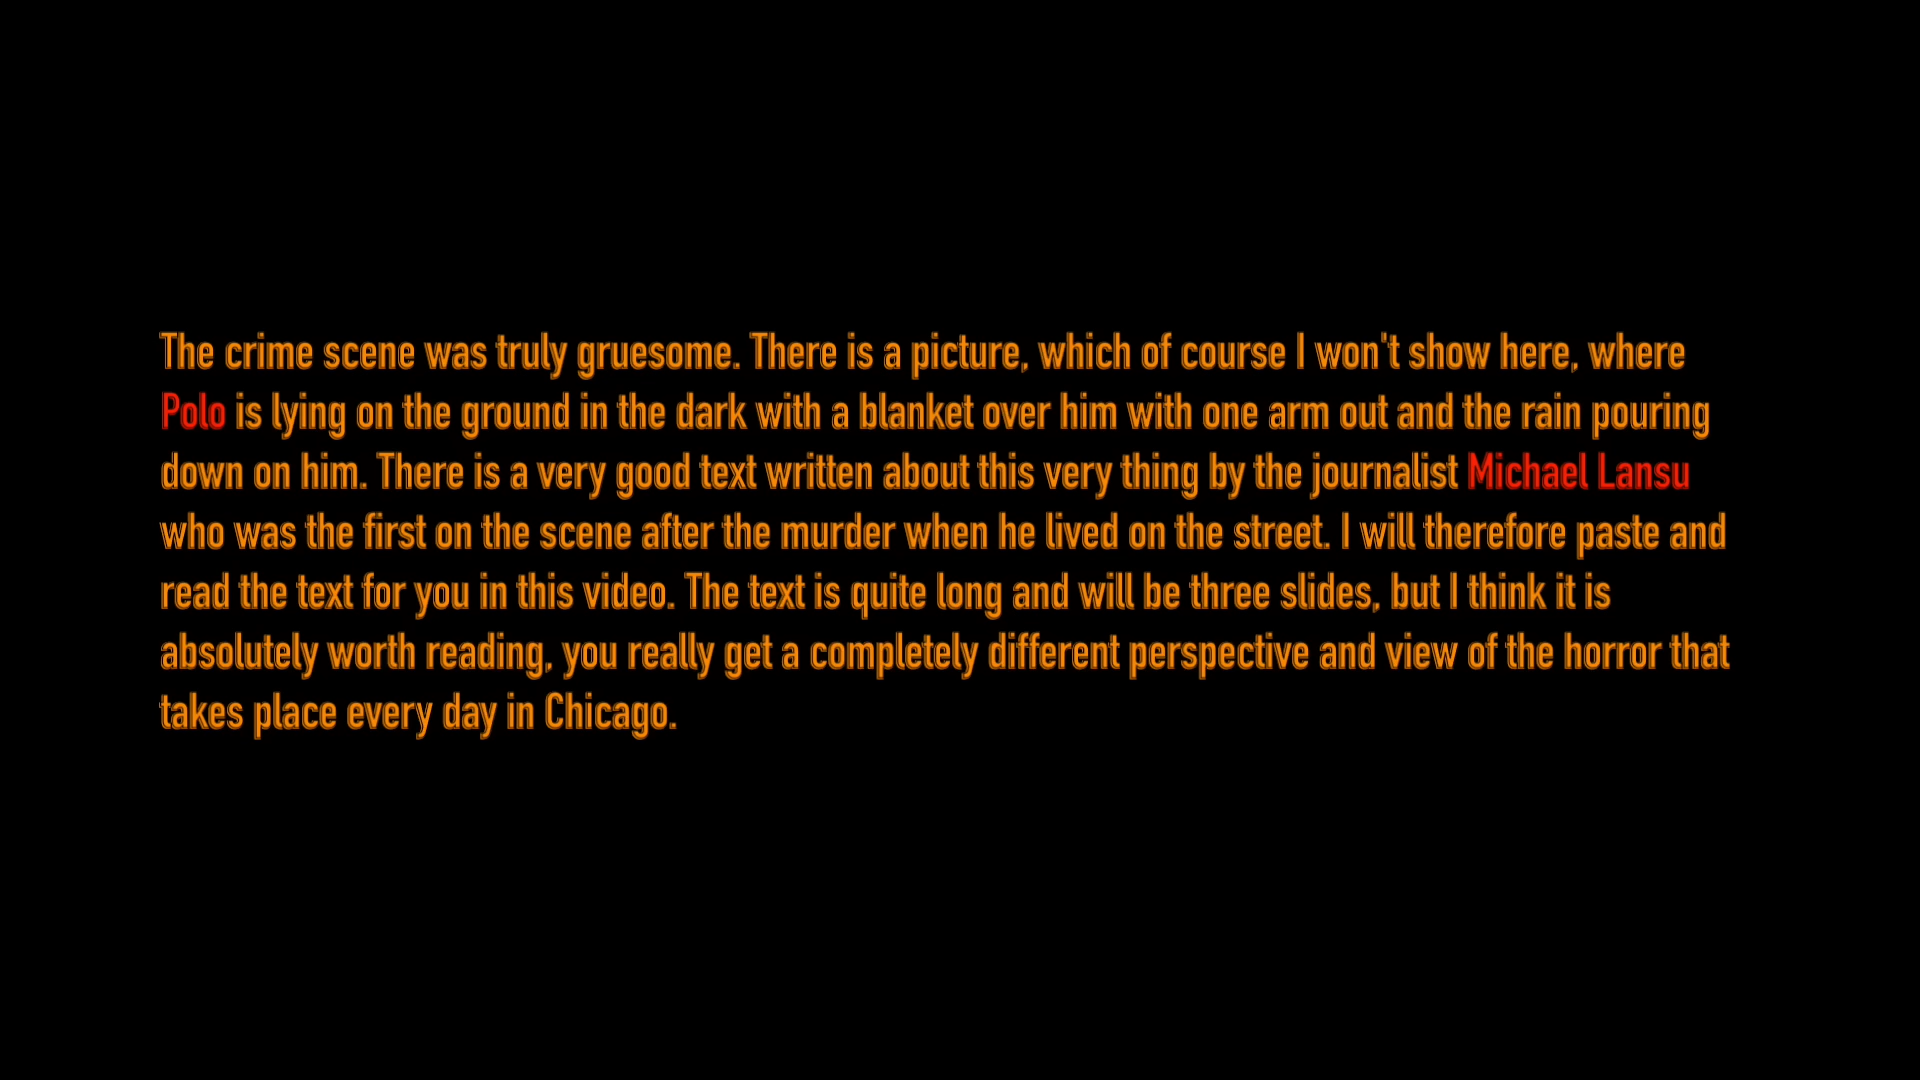 The crime scene was truly gruesome. There is a picture, which of course I won't show here, where
Polo is lying on the ground in the dark with a blanket over him with one arm out and the rain pouring
down on him. There is a very good text written about this very thing by the journalist Michael Lansu
who was the first on the scene after the murder when he lived on the street. I will therefore paste and
read the text for you in this video. The text is quite long and will be three slides, but I think it is
absolutely worth reading, you really get a completely different perspective and view of the horror that
takes place every day in Chicago.